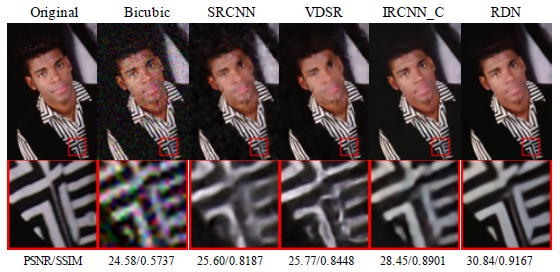 Original Bicubic SRCNN VDSR IRCNN_C RDN
PSNR/SSIM 24.58/0.5737 25.60/0.8187 25.77/0.8448 28.45/0.8901 30.84/0.9167